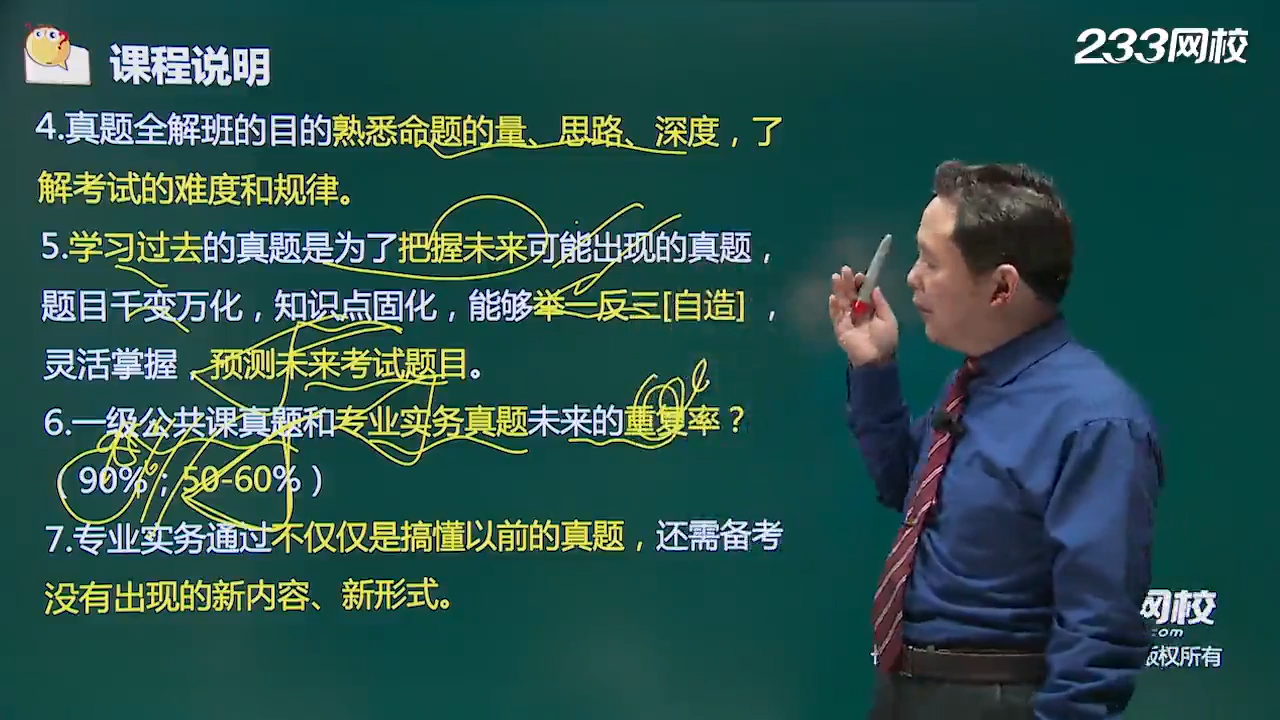 课程说明
233网校
4.真题全解班的目的熟悉命题的量、思路、深度，了
解考试的难度和规律。
5.学习过去的真题是为了把握未来可能出现的真题，
题目千变万化，知识点固化，能够举一反三[自造]，
灵活掌握，预测未来考试题目。
6.一级公共课真题和专业实务真题未来的重复率？
（90%；50-60%）
7.专业实务通过不仅仅是搞懂以前的真题，还需备考
没有出现的新内容、新形式。
网校
.com
版权所有